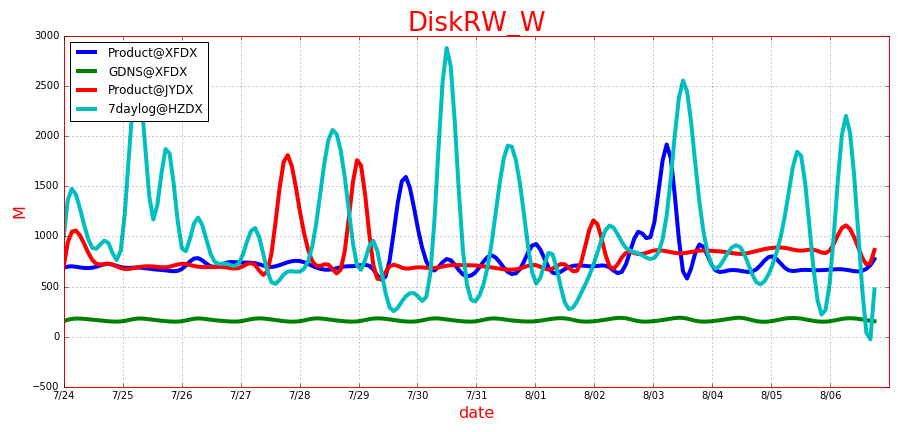 DiskRW_W
3000
2500
2000
1500
1000
500
0
−500
M
Product@XFDX
GDNS@XFDX
Product@JYDX
7daylog@HZDX
7/24 7/25 7/26 7/27 7/28 7/29 7/30 7/31 8/01 8/02 8/03 8/04 8/05 8/06
date